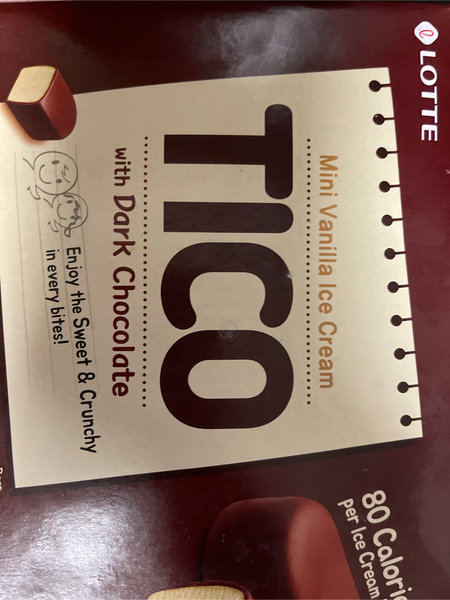 LOTTE
Mini Vanilla Ice Cream
TICO
with Dark Chocolate
Enjoy the Sweet & Crunchy
in every bites!
80
per Ice Cream